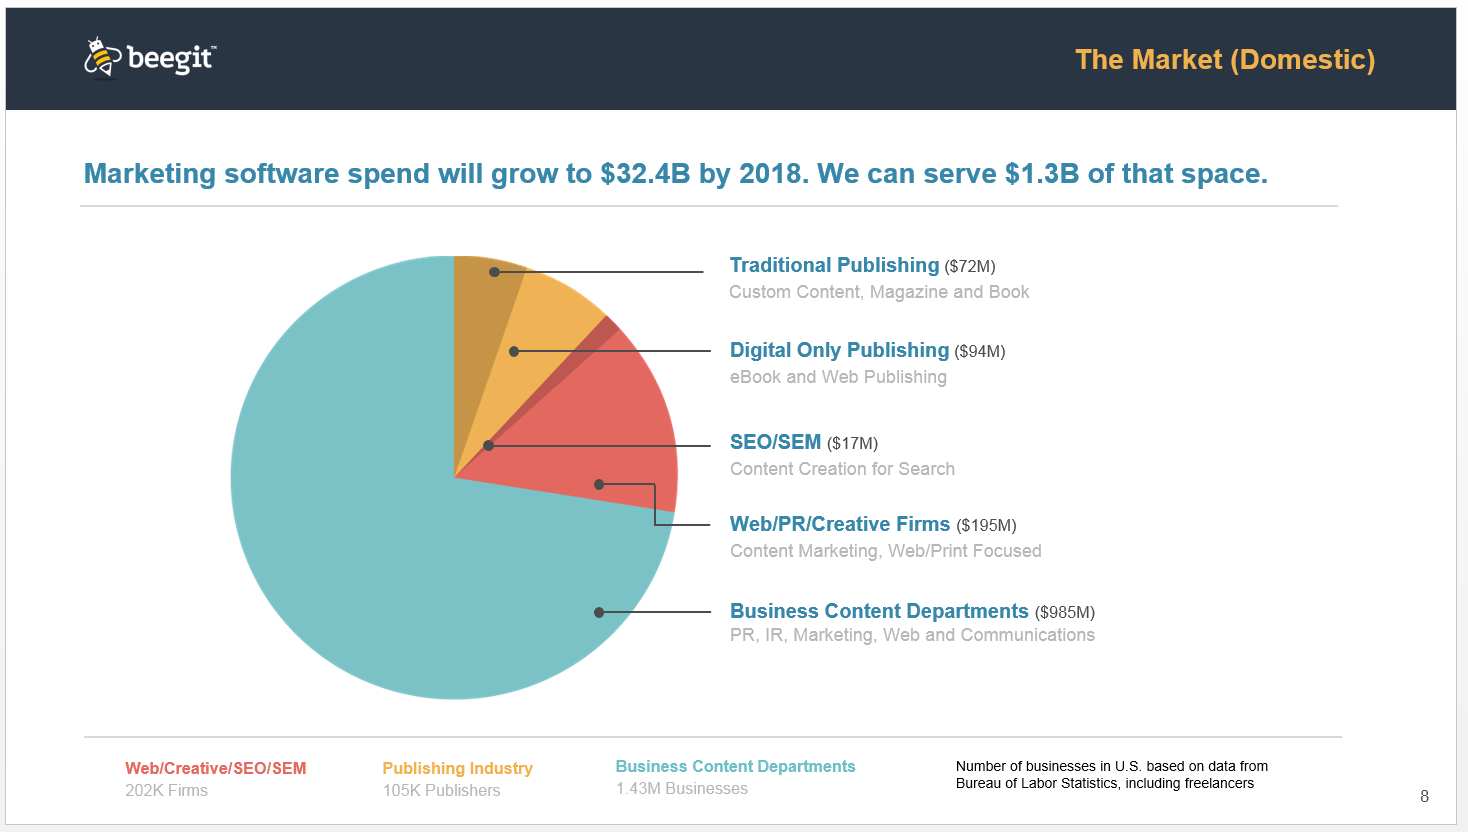 beegit™
The Market (Domestic)
Marketing software spend will grow to $32.4B by 2018. We can serve $1.3B of that space.
Traditional Publishing ($72M)
Custom Content, Magazine and Book
Digital Only Publishing ($94M)
eBook and Web Publishing
SEO/SEM ($17M)
Content Creation for Search
Web/PR/Creative Firms ($195M)
Content Marketing, Web/Print Focused
Business Content Departments ($985M)
PR, IR, Marketing, Web and Communications
Web/Creative/SEO/SEM
202K Firms
Publishing Industry
105K Publishers
Business Content Departments
1.43M Businesses
Number of businesses in U.S. based on data from
Bureau of Labor Statistics, including freelancers
8